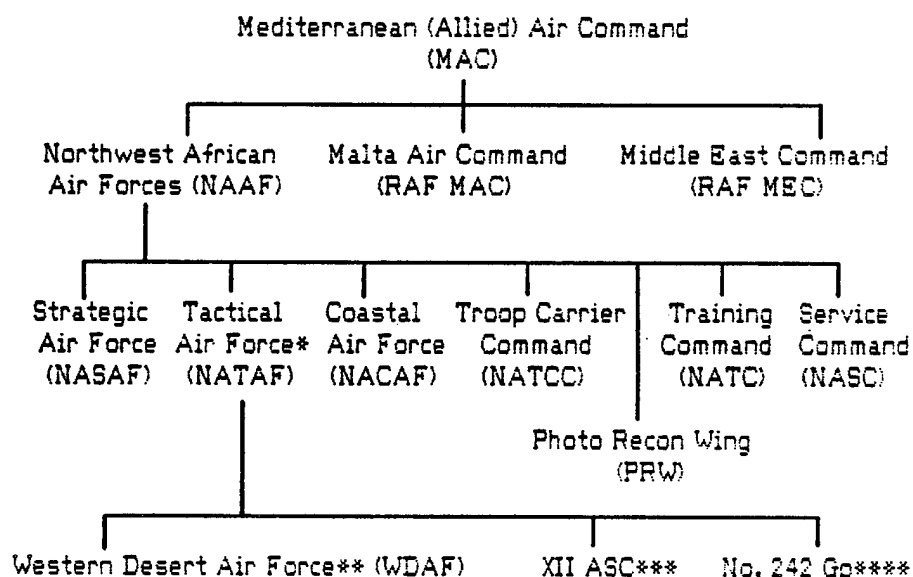 Mediterranean (Allied) Air Command
(MAC)
Northwest African
Air Forces (NAAF)
Malta Air Command
(RAF MAC)
Middle East Command
(RAF MEC)
Strategic
Air Force
(NASAF)
Tactical
Air Force*
(NATAF)
Coastal
Air Force
(NACAF)
Troop Carrier
Command
(NATCC)
Training
Command
(NATC)
Service
Command
(NASC)
Photo Recon Wing
(PRW)
Western Desert Air Force** (WDAF)
XII ASC***
No. 242 Gp****